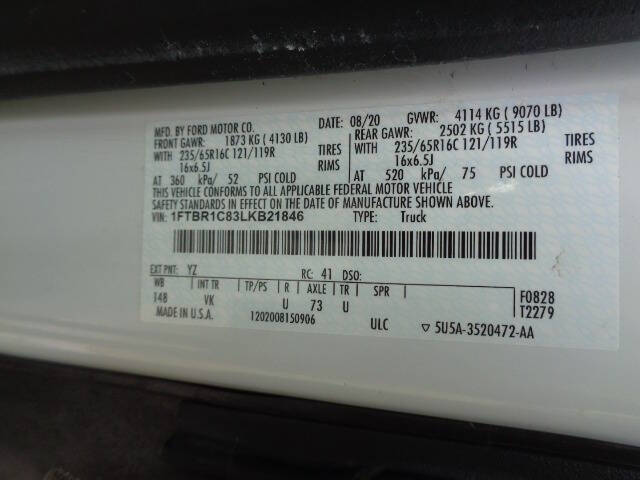 MFD. BY FORD MOTOR CO. DATE: 08/20 GVWR: 4114 KG ( 9070 LB)
FRONT GAWR: 1873 KG ( 4130 LB) REAR GAWR: 2502 KG ( 5515 LB)
WITH 235/65R16C 121/119R TIRES WITH 235/65R16C 121/119R TIRES
16x6.5J RIMS 16x6.5J RIMS
AT 360 kPa/ 52 PSI COLD AT 520 kPa/ 75 PSI COLD
THIS VEHICLE CONFORMS TO ALL APPLICABLE FEDERAL MOTOR VEHICLE
SAFETY STANDARDS IN EFFECT ON THE DATE OF MANUFACTURE SHOWN ABOVE.
VIN: 1FTBR1C83LKB21846 TYPE: Truck
EXT PNT: YZ RC: 41 DSO:
WB INT TR TP/PS R AXLE TR SPR F0828
148 VK U 73 U T2279
MADE IN U.S.A. 1202008150906 ULC ▽ 5U5A-3520472-AA